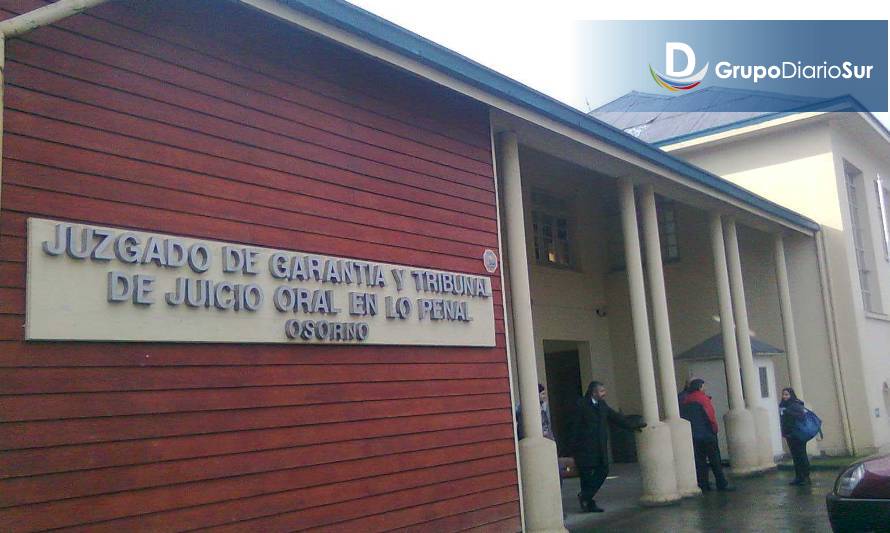 GrupoDiarioSur
JUZGADO DE GARANTIA Y TRIBUNAL
DE JUICIO ORAL EN LO PENAL
OSORNO